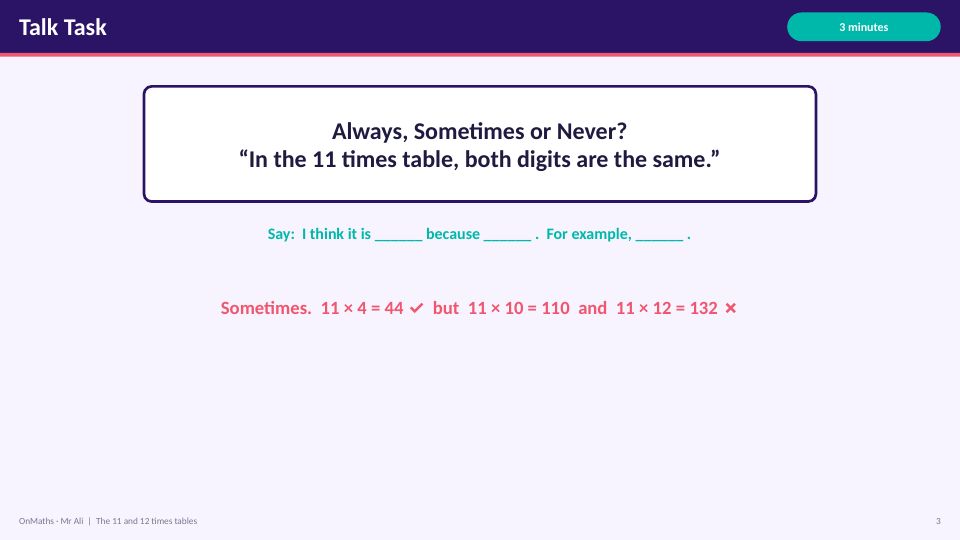 Talk Task
3 minutes
Always, Sometimes or Never?
“In the 11 times table, both digits are the same.”
Say:  I think it is ______ because ______ .  For example, ______ .
Sometimes.  11 × 4 = 44 ✓  but  11 × 10 = 110  and  11 × 12 = 132 ✗
OnMaths - Mr Ali  |  The 11 and 12 times tables
3